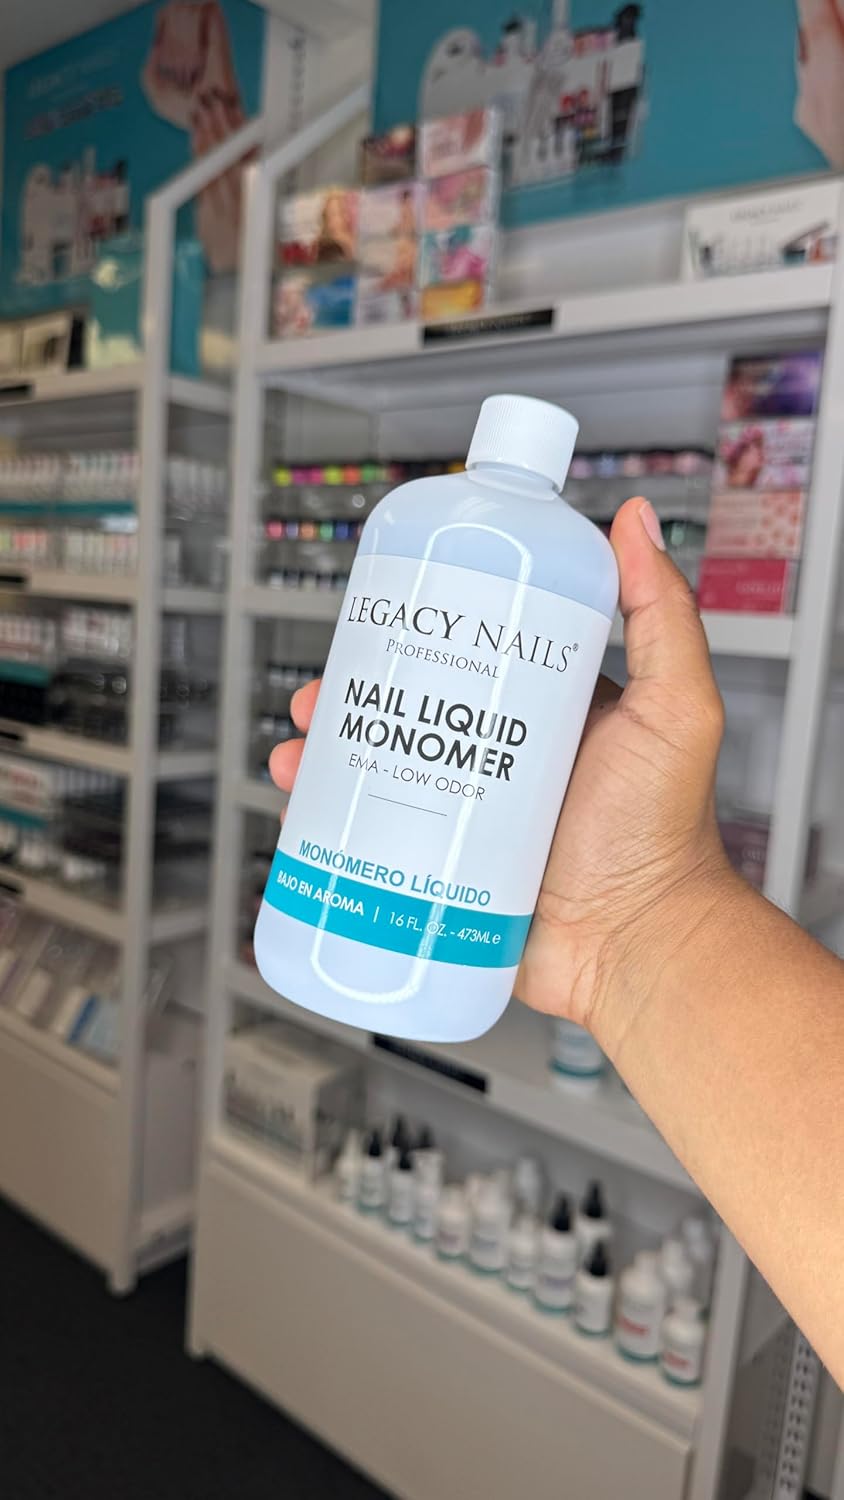 LEGACY NAILS®
PROFESSIONAL
NAIL LIQUID
MONOMER
EMA - LOW ODOR
MONÓMERO LÍQUIDO
BAJO EN AROMA | 16 FL. OZ. - 473ML e